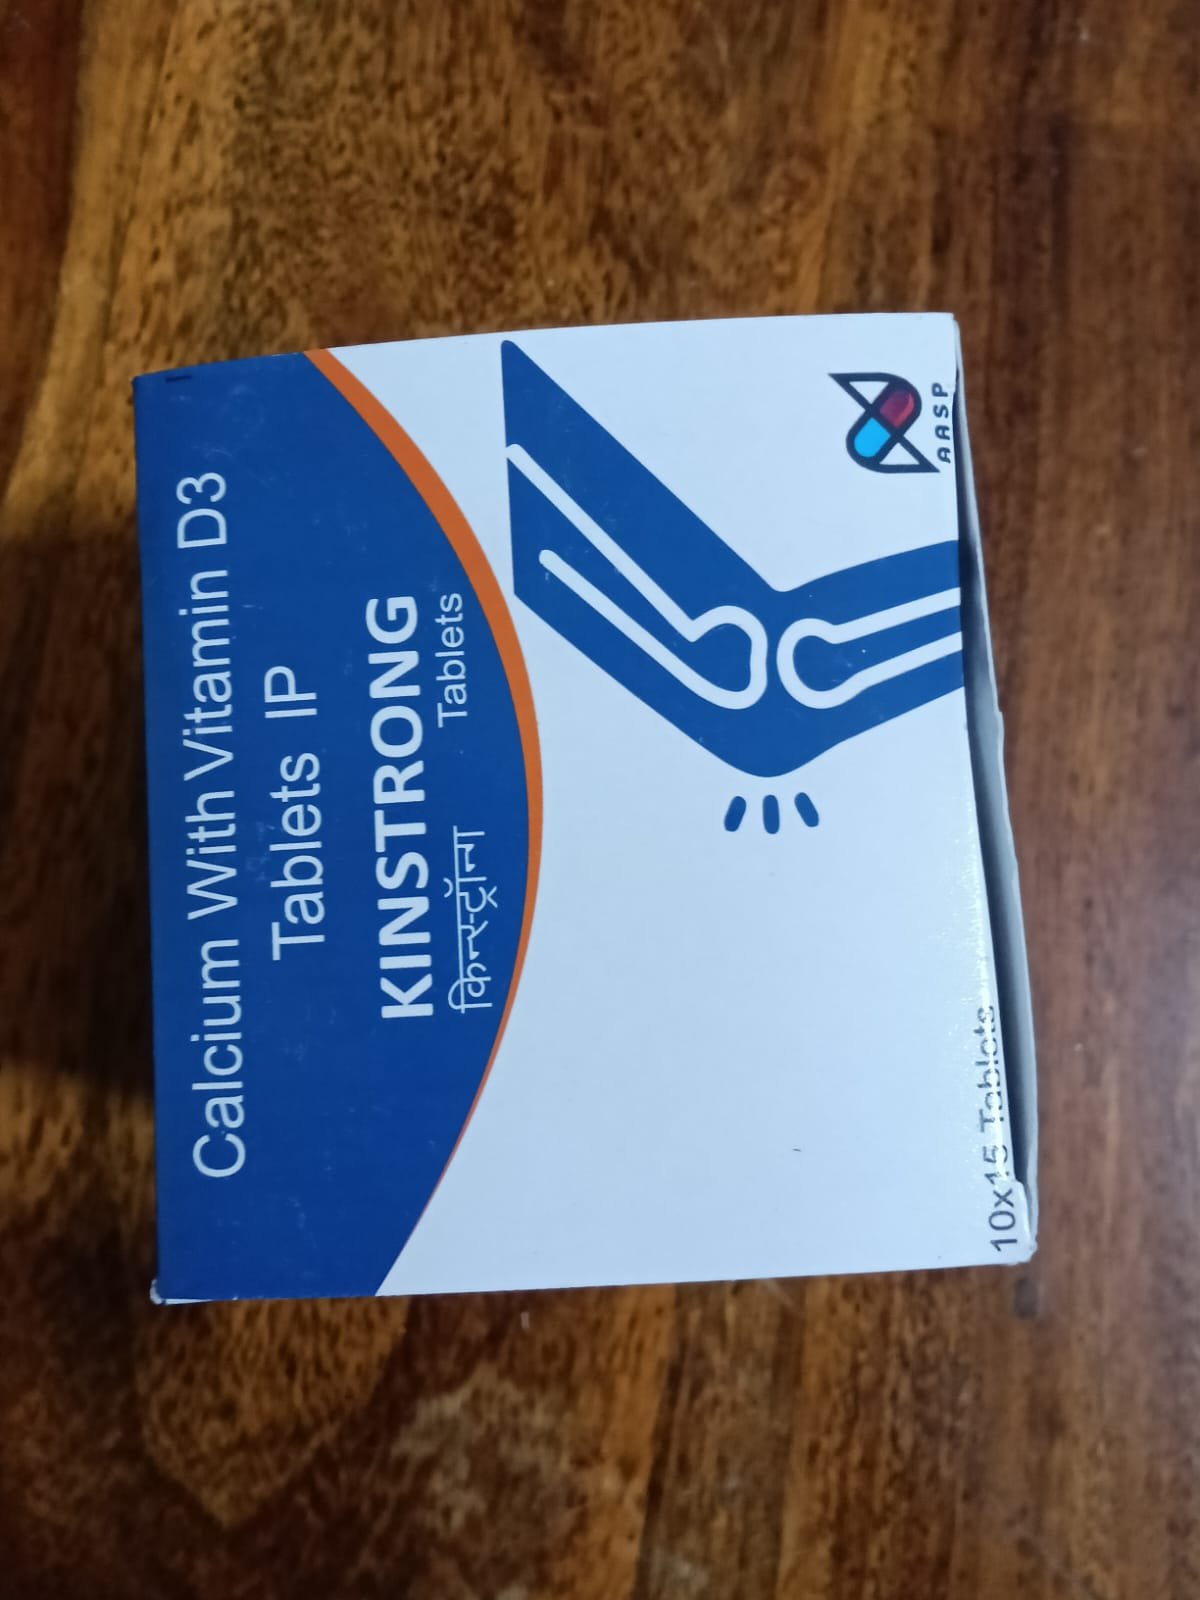 Calcium With Vitamin D3
Tablets IP
KINSTRONG
किन्स्ट्रॉन्ग Tablets
AASP
10x15 Tablets